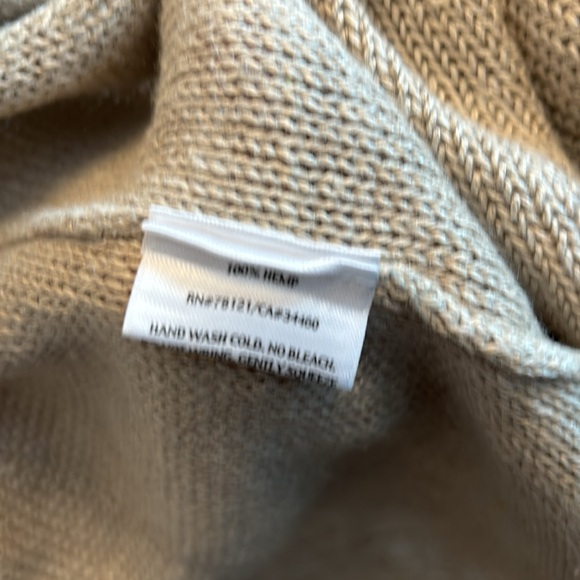 100% HEMP
RN#78121/CA#34400
HAND WASH COLD, NO BLEACH,
GENTLY